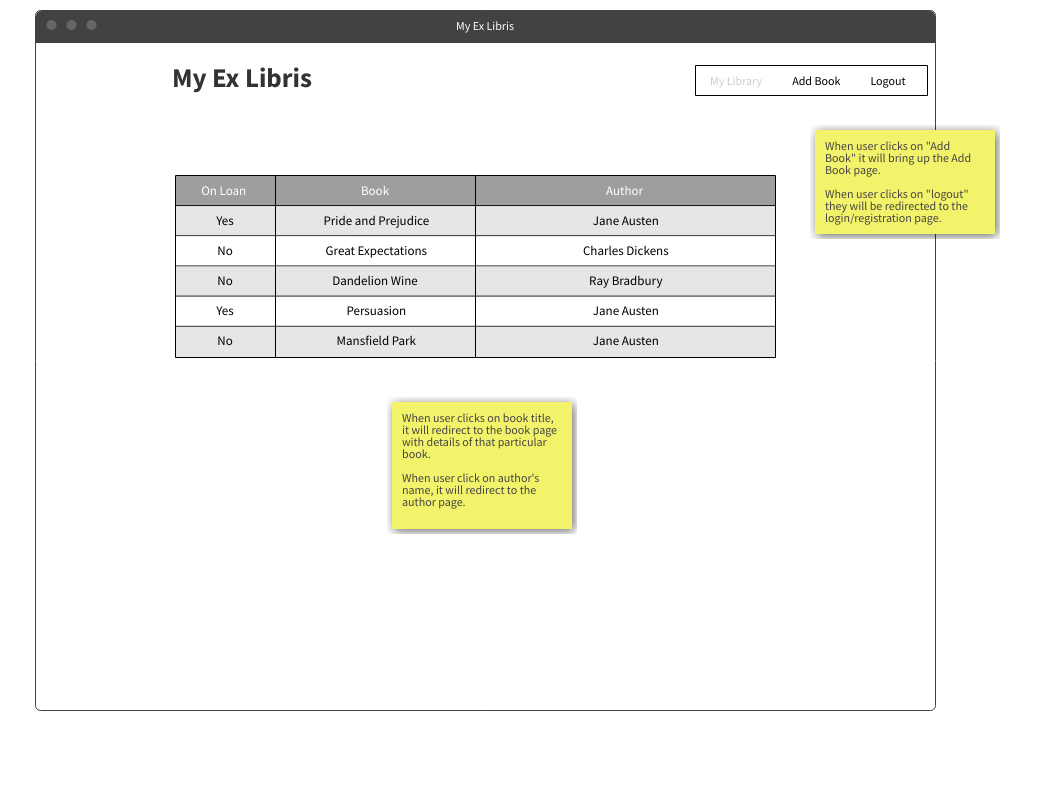 My Ex Libris
My Ex Libris
My Library Add Book Logout
When user clicks on "Add
Book" it will bring up the Add
Book page.
When user clicks on "logout"
they will be redirected to the
login/registration page.
On Loan Book Author
Yes Pride and Prejudice Jane Austen
No Great Expectations Charles Dickens
No Dandelion Wine Ray Bradbury
Yes Persuasion Jane Austen
No Mansfield Park Jane Austen
When user clicks on book title,
it will redirect to the book page
with details of that particular
book.
When user click on author's
name, it will redirect to the
author page.